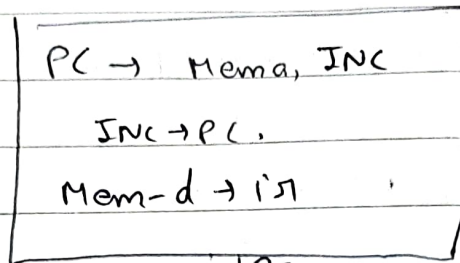 PC → Mema, INC
INC → PC.
Mem-d → ir